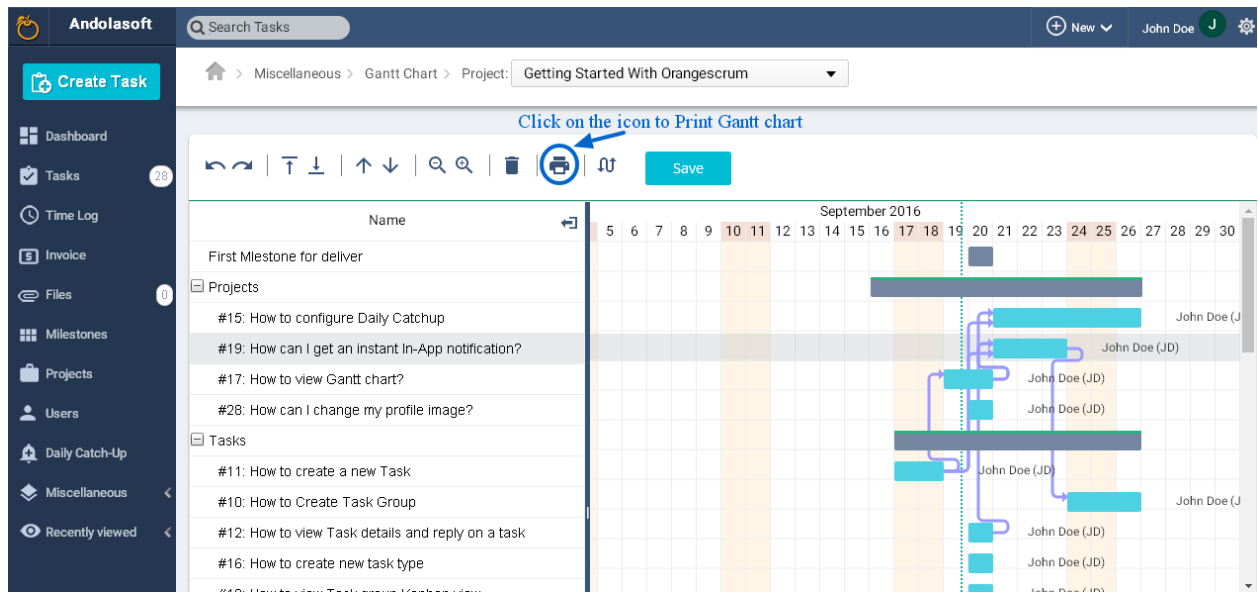 Andolasoft
Search Tasks
New
John Doe
J
Create Task
Miscellaneous > Gantt Chart > Project: Getting Started With Orangescrum
Click on the icon to Print Gantt chart
Save
Dashboard
Tasks 28
Time Log
Invoice
Files 0
Milestones
Projects
Users
Daily Catch-Up
Miscellaneous
Recently viewed
Name
September 2016
5 6 7 8 9 10 11 12 13 14 15 16 17 18 19 20 21 22 23 24 25 26 27 28 29 30
First Mlestone for deliver
Projects
#15: How to configure Daily Catchup
John Doe (J
#19: How can I get an instant In-App notification?
John Doe (JD)
#17: How to view Gantt chart?
John Doe (JD)
#28: How can I change my profile image?
John Doe (JD)
Tasks
#11: How to create a new Task
John Doe (JD)
#10: How to Create Task Group
John Doe (J
#12: How to view Task details and reply on a task
John Doe (JD)
#16: How to create new task type
John Doe (JD)